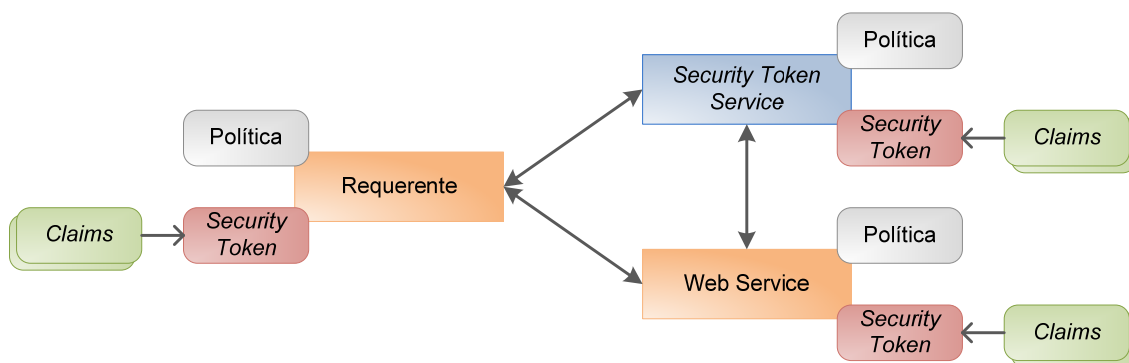 Política
Security Token
Service
Security
Token
Claims
Política
Requerente
Claims
Security
Token
Política
Web Service
Security
Token
Claims